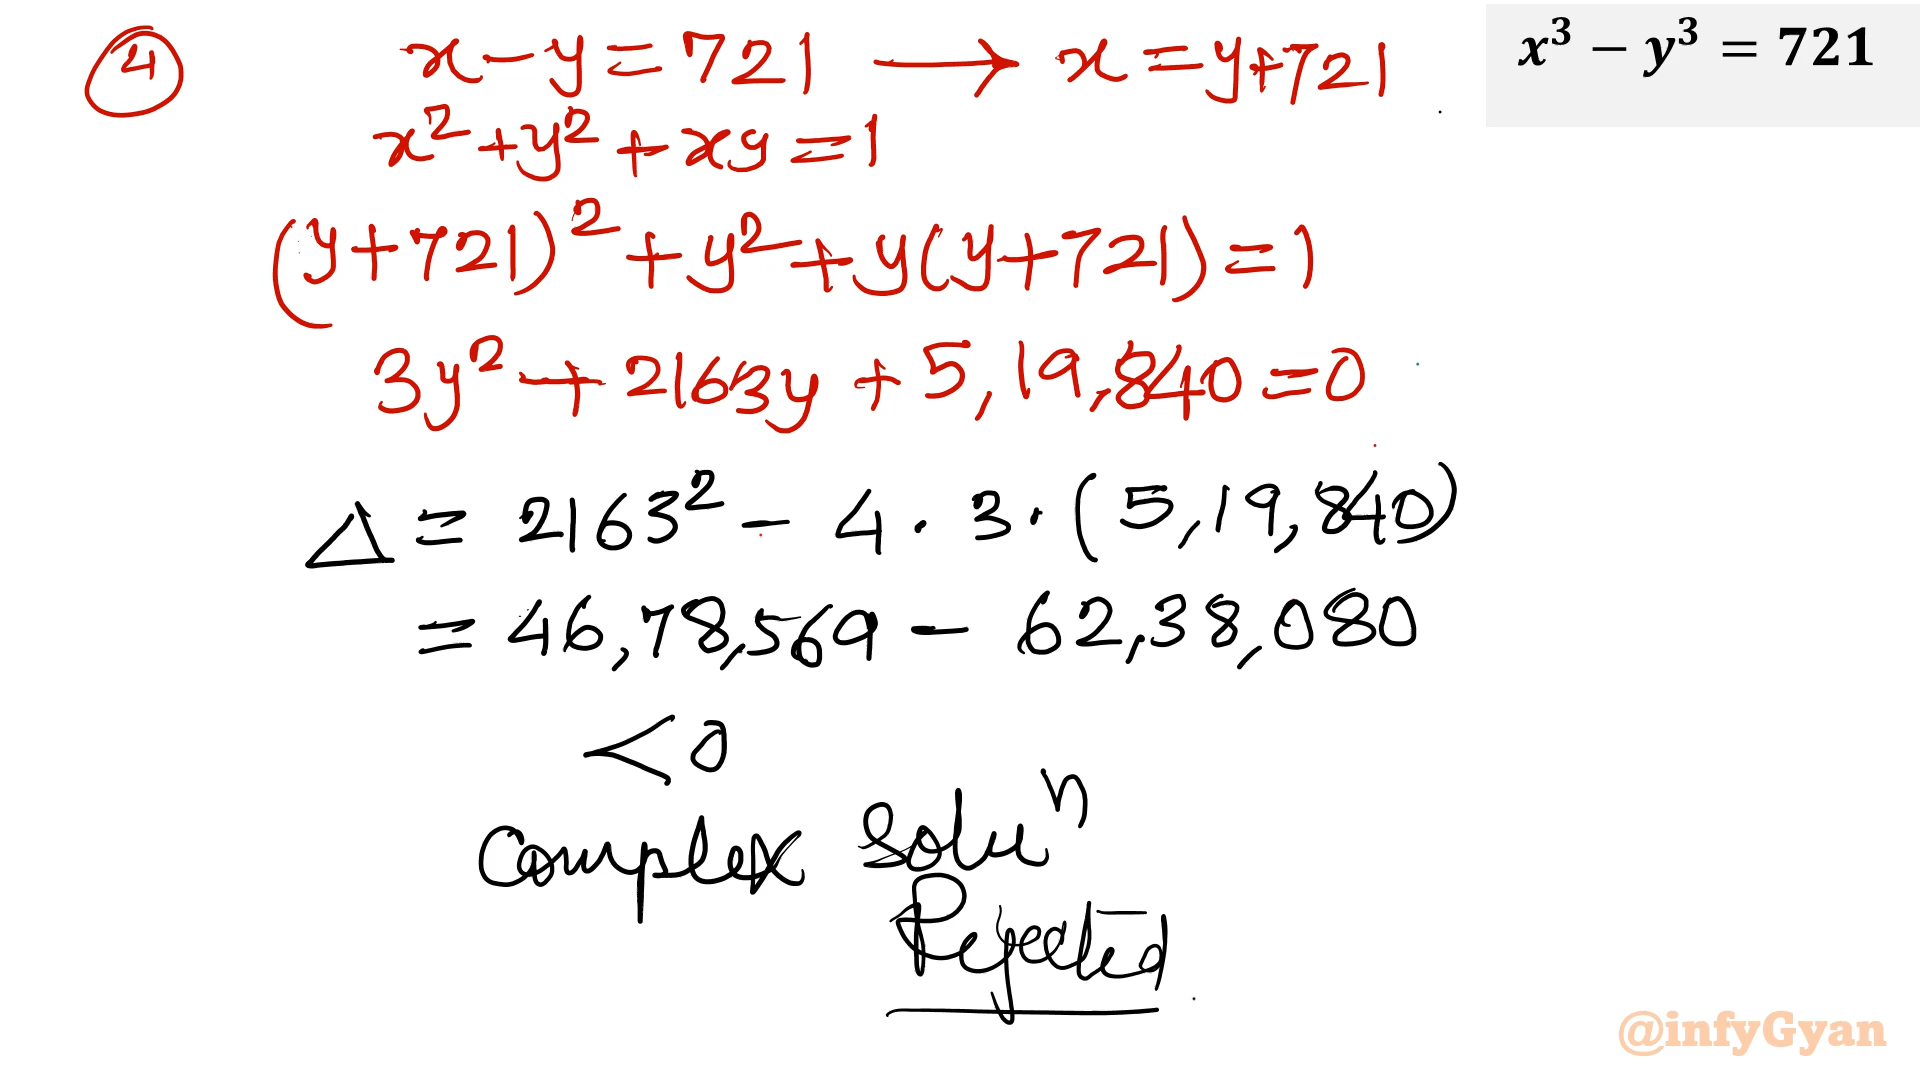 4
x - y = 721 → x = y + 721
x³ − y³ = 721
x² + y² + xy = 1
(y + 721)² + y² + y(y + 721) = 1
3y² + 2163y + 5,19,840 = 0
Δ = 2163² - 4 · 3 · (5,19,840)
= 46,78,569 - 62,38,080
< 0
Complex Soluⁿ
Rejected
@infyGyan